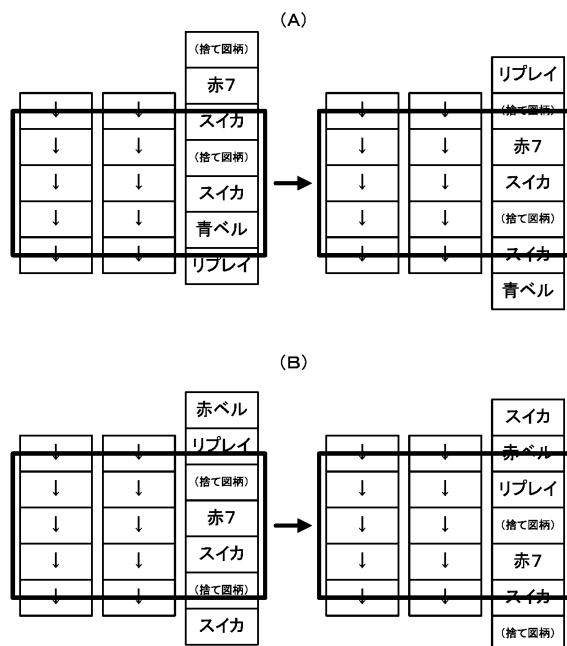 (A)
(捨て図柄)
赤7
↓ ↓ スイカ
↓ ↓ (捨て図柄)
↓ ↓ スイカ
↓ ↓ 青ベル
↓ ↓ リプレイ
リプレイ
↓ ↓ (捨て図柄)
↓ ↓ 赤7
↓ ↓ スイカ
↓ ↓ (捨て図柄)
↓ ↓ スイカ
青ベル
(B)
赤ベル
↓ ↓ リプレイ
↓ ↓ (捨て図柄)
↓ ↓ 赤7
↓ ↓ スイカ
↓ ↓ (捨て図柄)
スイカ
スイカ
↓ ↓ 赤ベル
↓ ↓ リプレイ
↓ ↓ (捨て図柄)
↓ ↓ 赤7
↓ ↓ スイカ
(捨て図柄)